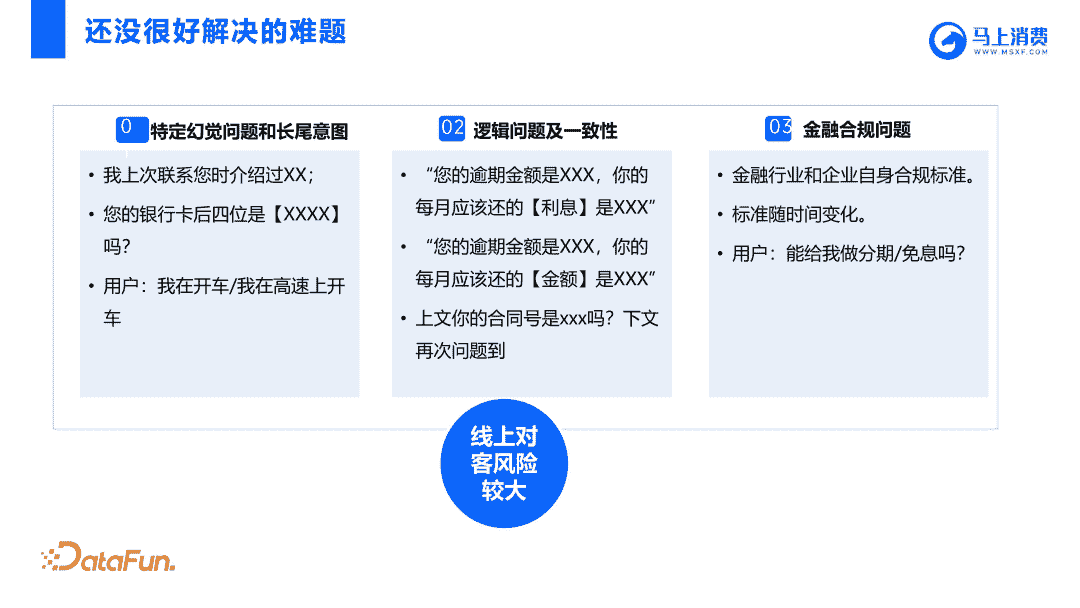 还没很好解决的难题
马上消费
WWW.MSXF.COM
0 特定幻觉问题和长尾意图
• 我上次联系您时介绍过XX；
• 您的银行卡后四位是【XXXX】
吗？
• 用户：我在开车/我在高速上开
车
02 逻辑问题及一致性
• “您的逾期金额是XXX，你的
每月应该还的【利息】是XXX”
• “您的逾期金额是XXX，你的
每月应该还的【金额】是XXX”
• 上文你的合同号是xxx吗？下文
再次问题到
03 金融合规问题
• 金融行业和企业自身合规标准。
• 标准随时间变化。
• 用户：能给我做分期/免息吗？
线上对
客风险
较大
DataFun.